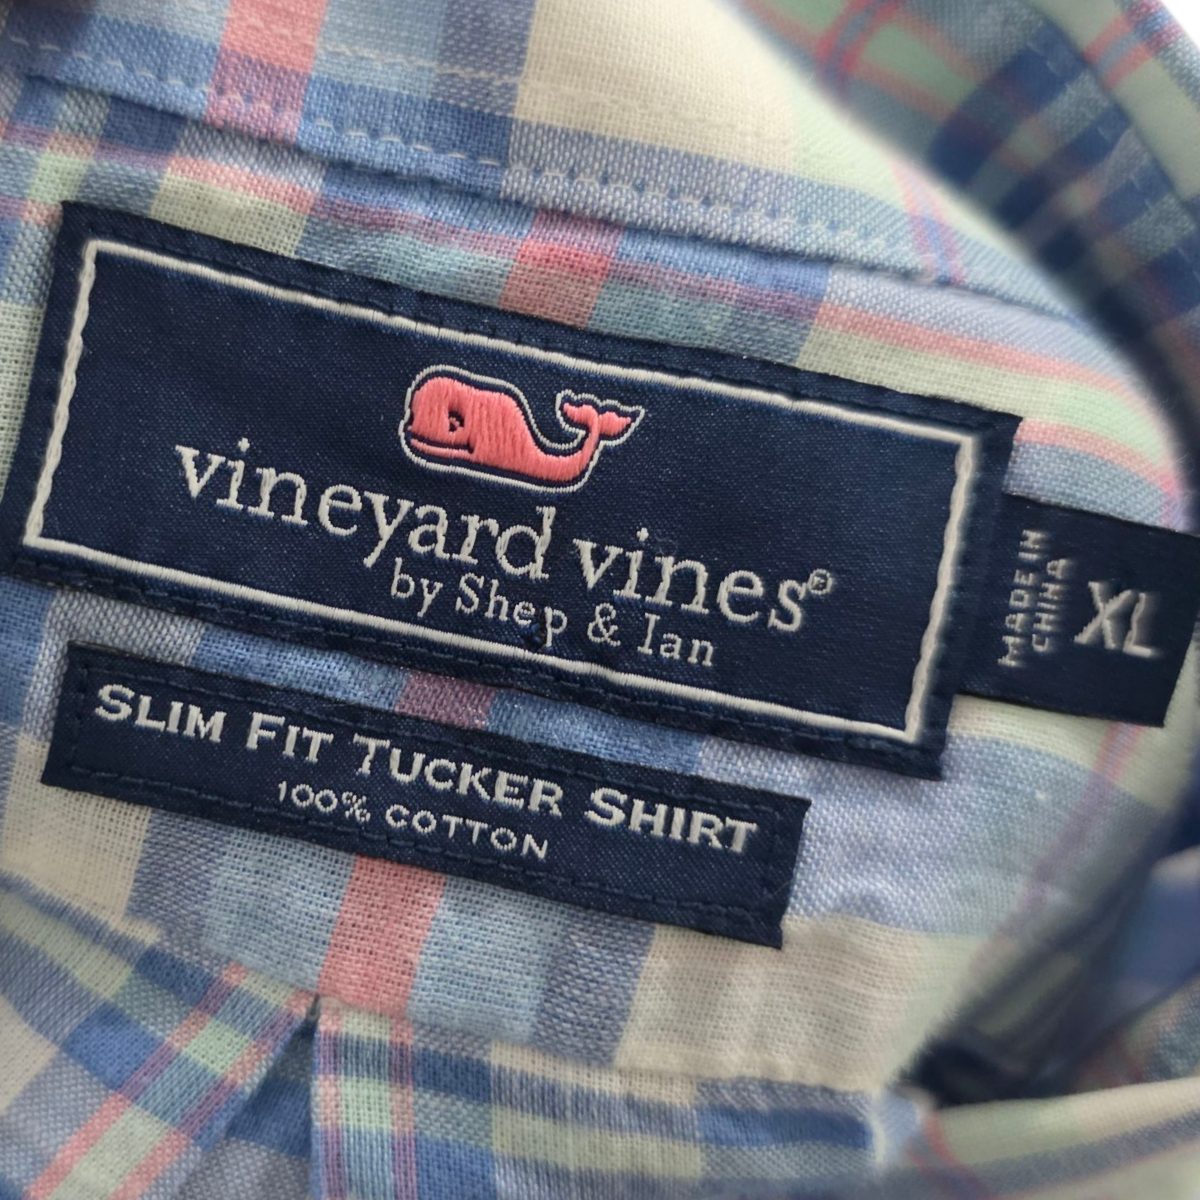 vineyard vines®
by Shep & Ian
MADE IN
CHINA
XL
SLIM FIT TUCKER SHIRT
100% COTTON